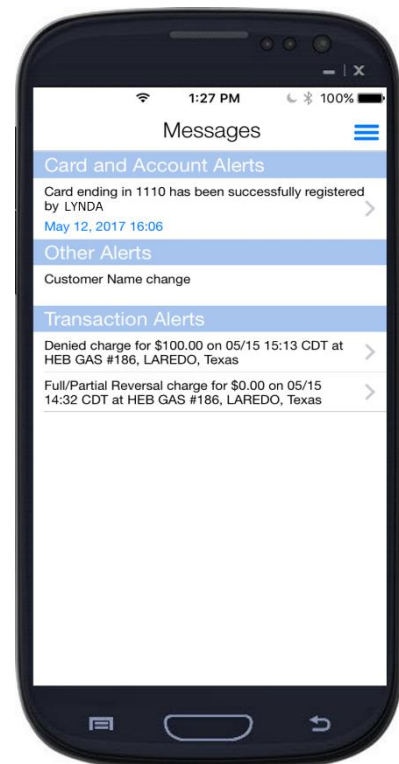 1:27 PM 100%
Messages
Card and Account Alerts
Card ending in 1110 has been successfully registered
by LYNDA
May 12, 2017 16:06
Other Alerts
Customer Name change
Transaction Alerts
Denied charge for $100.00 on 05/15 15:13 CDT at
HEB GAS #186, LAREDO, Texas
Full/Partial Reversal charge for $0.00 on 05/15
14:32 CDT at HEB GAS #186, LAREDO, Texas